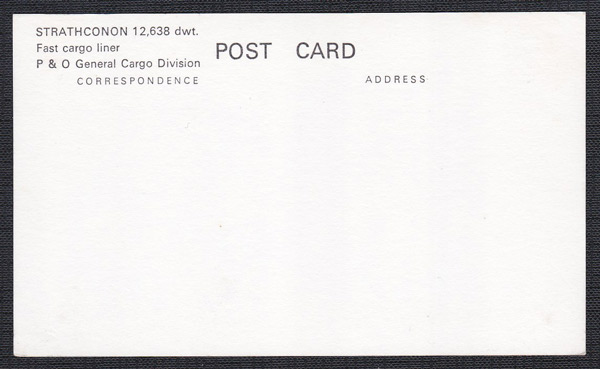 STRATHCONON 12,638 dwt.
Fast cargo liner
P & O General Cargo Division
POST CARD
CORRESPONDENCE
ADDRESS